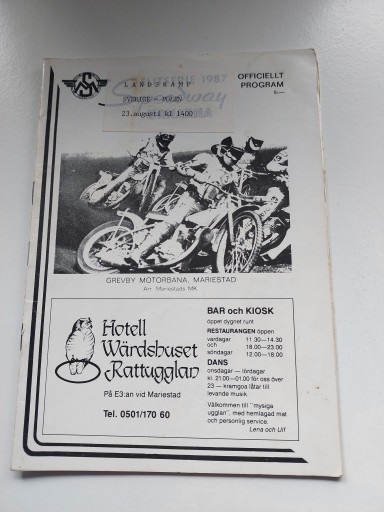 ELITSERIE 1987
OFFICIELLT
PROGRAM
5:—
LANDSKAMP
SVERIGE - POLEN
Speedway
23.augusti kl 1400
GREVBY MOTORBANA, MARIESTAD
Arr. Mariestads MK
Hotell
Wärdshuset
Rattugglan
På E3:an vid Mariestad
Tel. 0501/170 60
BAR och KIOSK
öppet dygnet runt
RESTAURANGEN öppen
vardagar 11.30—14.30
och 18.00—23.00
söndagar 12.00—18.00
DANS
onsdagar — lördagar
kl. 21.00—01.00 för oss över
23 — kramgoa låtar till
levande musik
Välkommen till "mysiga
ugglan", med hemlagad mat
och personlig service.
Lena och Ulf